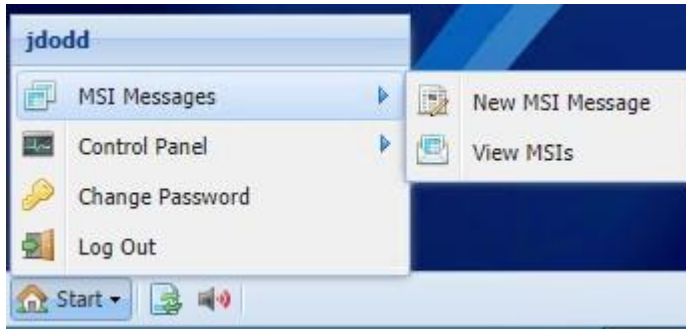 jdodd
MSI Messages
New MSI Message
Control Panel
View MSIs
Change Password
Log Out
Start